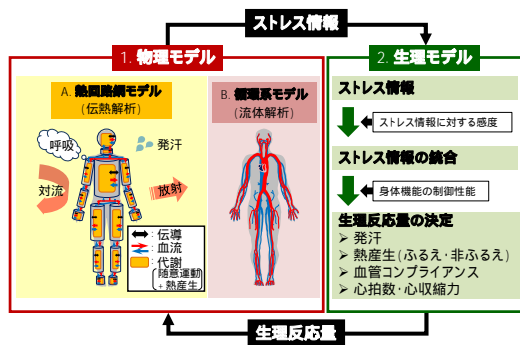 ストレス情報
1. 物理モデル
2. 生理モデル
A. 熱回路網モデル
(伝熱解析)
B. 循環系モデル
(流体解析)
呼吸
発汗
対流
放射
：伝導
：血流
：代謝
随意運動
+ 熱産生
ストレス情報
ストレス情報に対する感度
ストレス情報の統合
身体機能の制御性能
生理反応量の決定
➢ 発汗
➢ 熱産生(ふるえ・非ふるえ)
➢ 血管コンプライアンス
➢ 心拍数・心収縮力
生理反応量